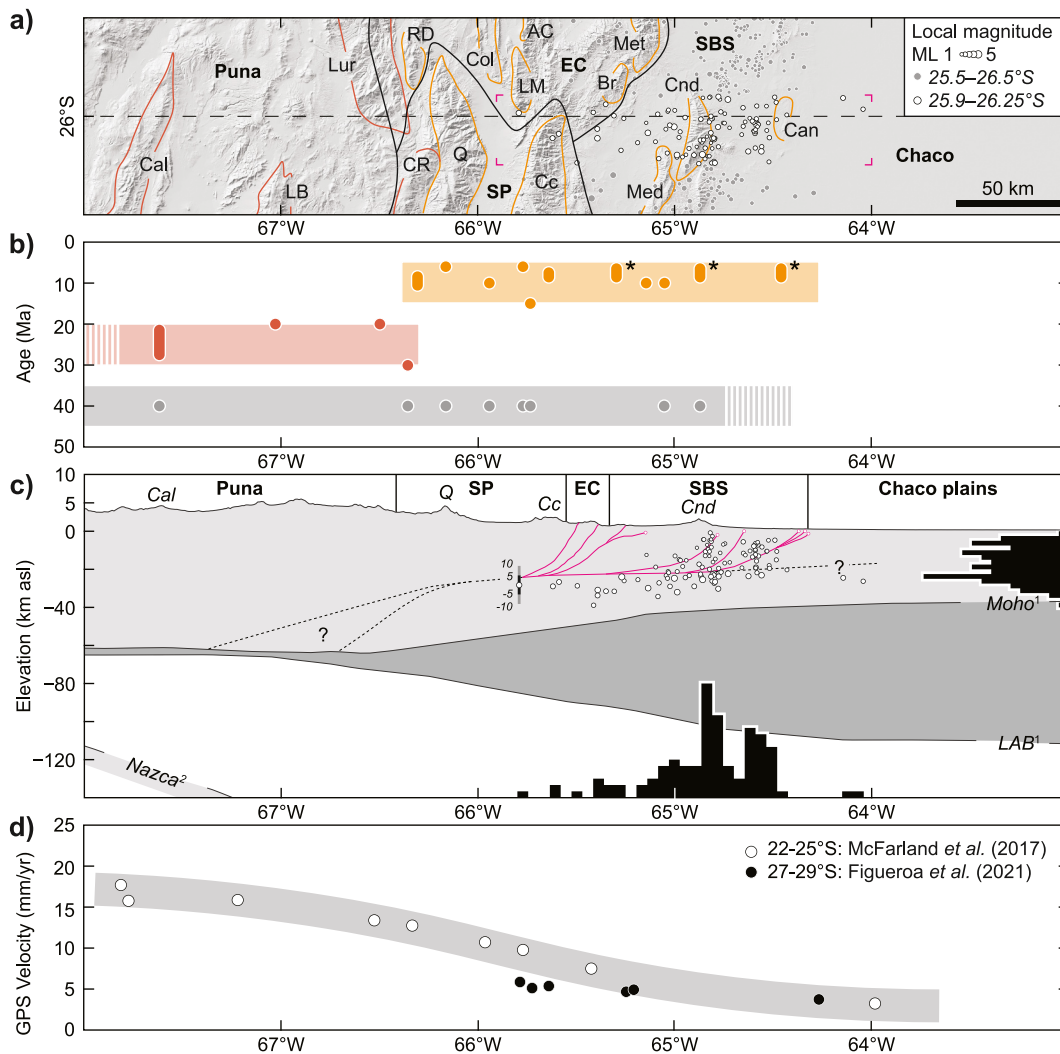 a)
RD
AC
Met
SBS
Local magnitude
ML 1 5
25.5–26.5°S
25.9–26.25°S
Puna
Lur
Col
EC
LM
Br
Cnd
26°S
Can
Cal
CR
Q
LB
SP
Cc
Med
Chaco
50 km
67°W 66°W 65°W 64°W
b)
0
10
20
30
40
50
Age (Ma)
* * *
67°W 66°W 65°W 64°W
c)
10
5
0
−40
−80
−120
Elevation (km asl)
Puna SP EC SBS Chaco plains
Cal Q Cc Cnd
10
5
-5
-10
?
?
Moho1
LAB1
Nazca2
67°W 66°W 65°W 64°W
d)
25
20
15
10
5
0
GPS Velocity (mm/yr)
22-25°S: McFarland et al. (2017)
27-29°S: Figueroa et al. (2021)
67°W 66°W 65°W 64°W